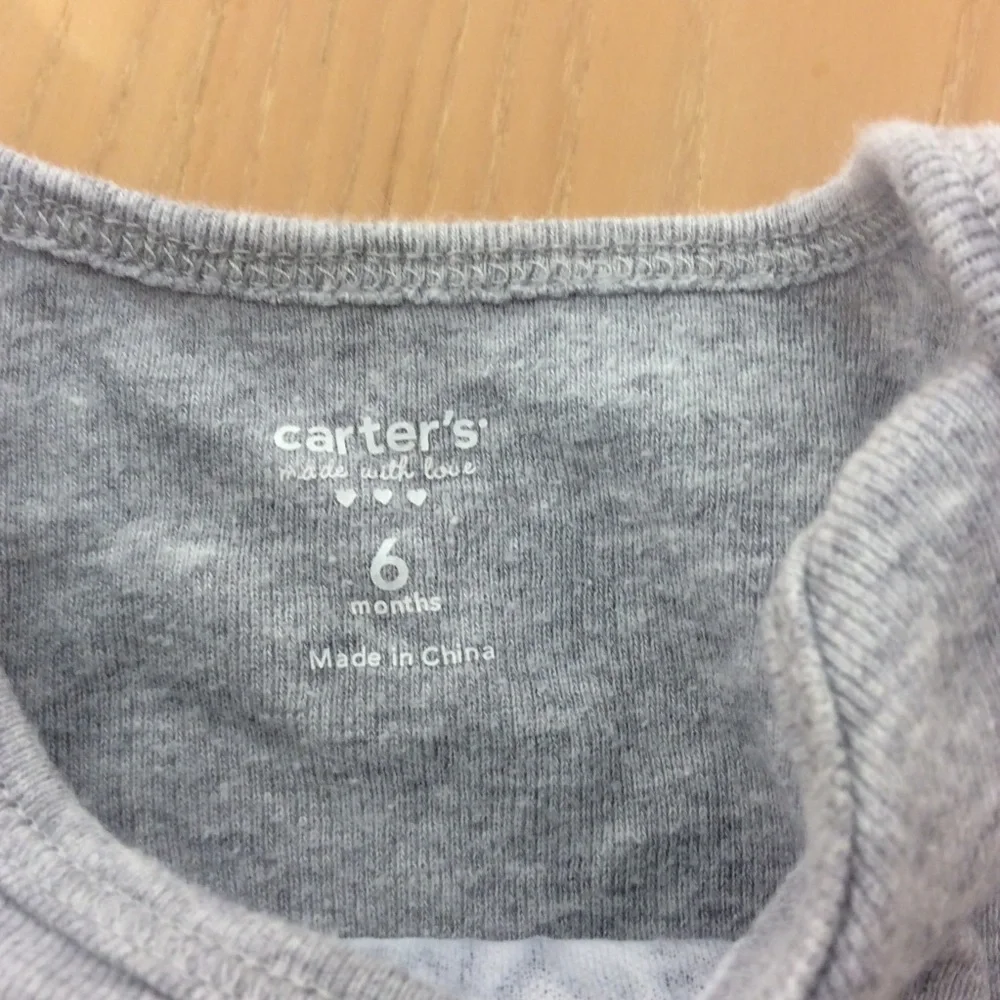 carter's
made with love
6
months
Made in China